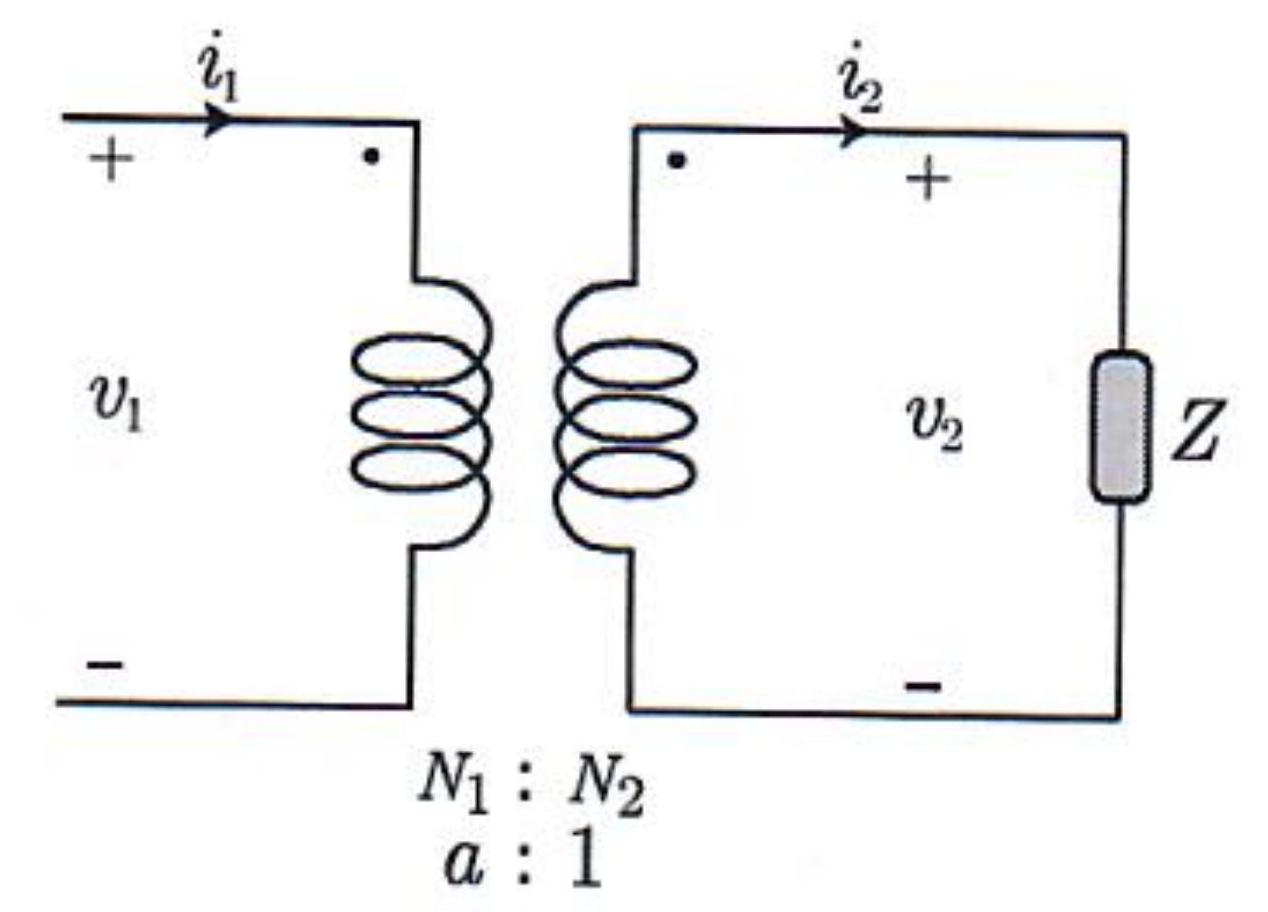 i₁ i₂
+ +
v₁ v₂ Z
− −
N₁ : N₂
a : 1